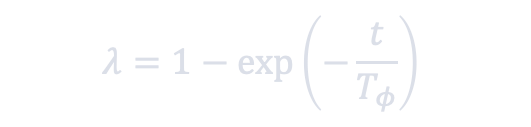 λ = 1 − exp(−t/T_ϕ)